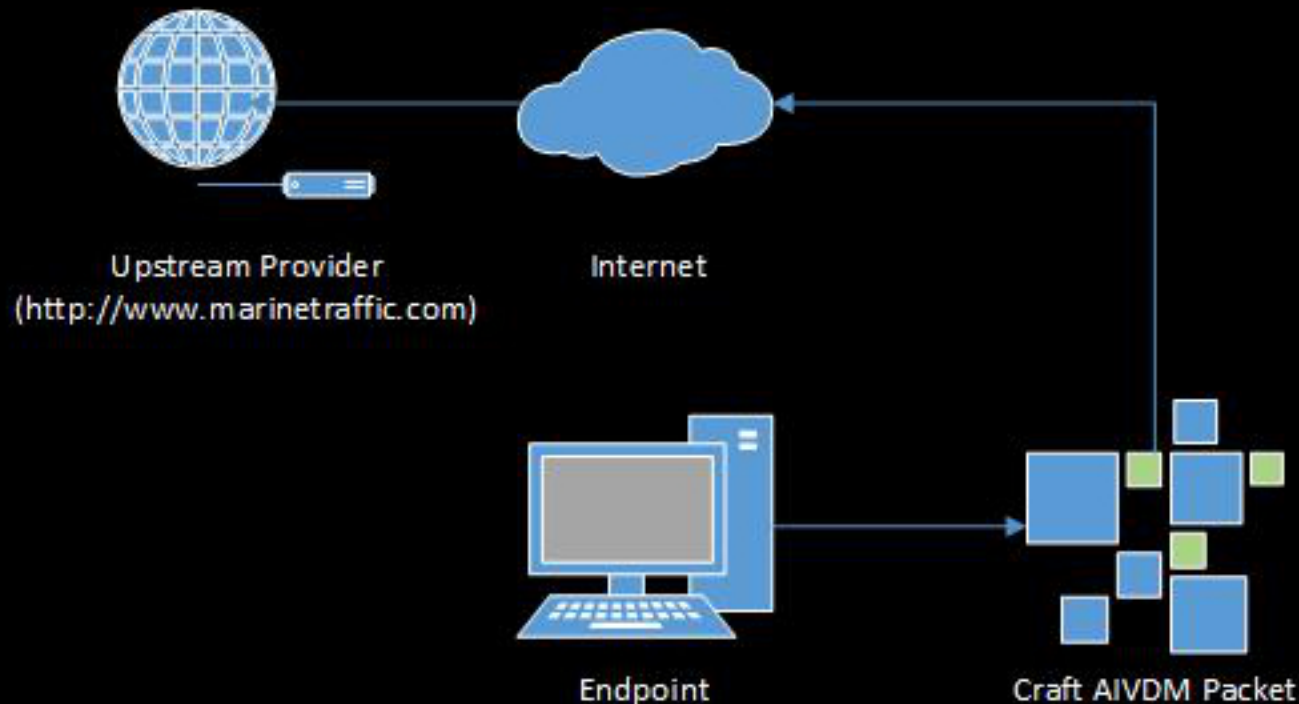 Upstream Provider
(http://www.marinetraffic.com)
Internet
Endpoint
Craft AIVDM Packet